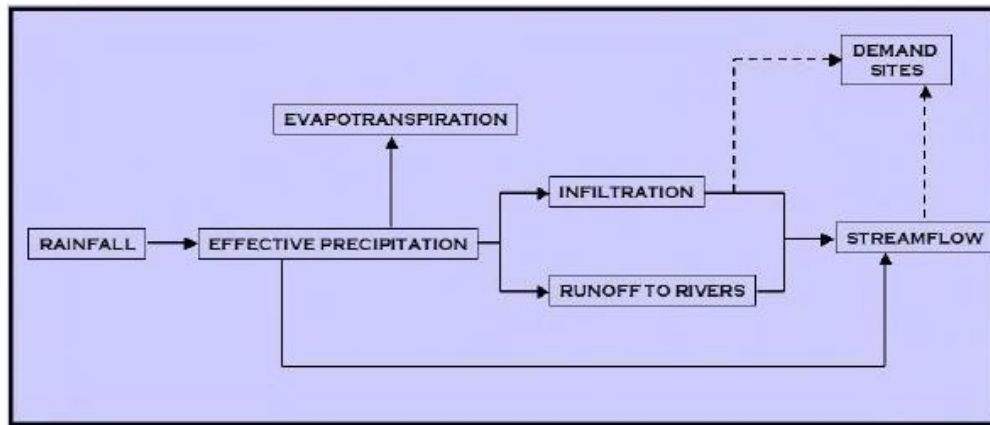 DEMAND
SITES
EVAPOTRANSPIRATION
INFILTRATION
RAINFALL
EFFECTIVE PRECIPITATION
STREAMFLOW
RUNOFF TO RIVERS